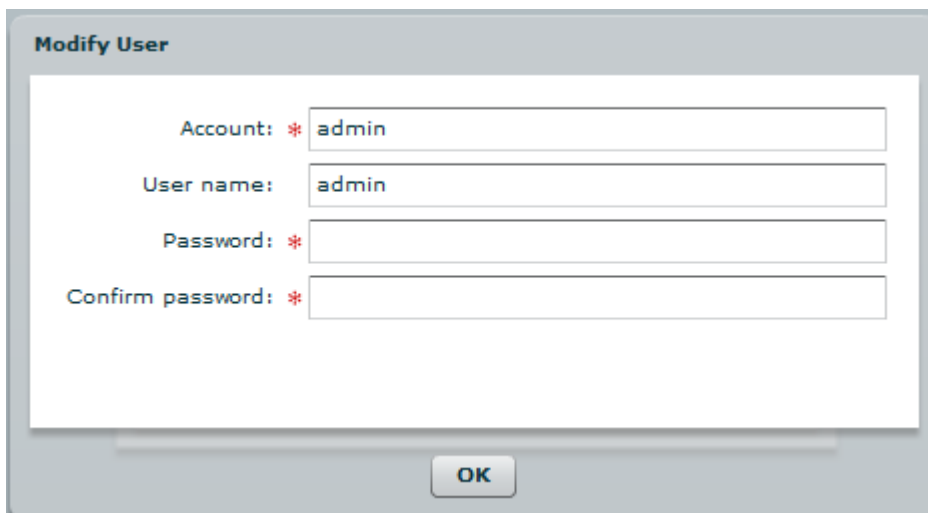 Modify User
Account: * admin
User name: admin
Password: *
Confirm password: *
OK